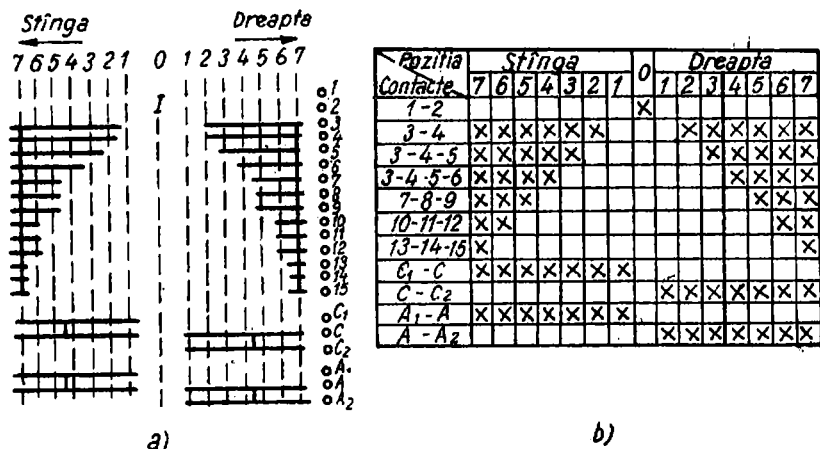 Stînga
Dreapta
7 6 5 4 3 2 1 0 1 2 3 4 5 6 7
1
I 2
3
4
5
6
7
8
9
10
11
12
13
14
15
C1
C
C2
A1
A
A2
a)
Poziția Stînga 0 Dreapta
Contacte 7 6 5 4 3 2 1 1 2 3 4 5 6 7
1-2 X
3-4 X X X X X X X X X X X X
3-4-5 X X X X X X X X X X
3-4-5-6 X X X X X X X X
7-8-9 X X X X X X
10-11-12 X X X X
13-14-15 X X
C1-C X X X X X X X
C-C2 X X X X X X X
A1-A X X X X X X X
A-A2 X X X X X X X
b)